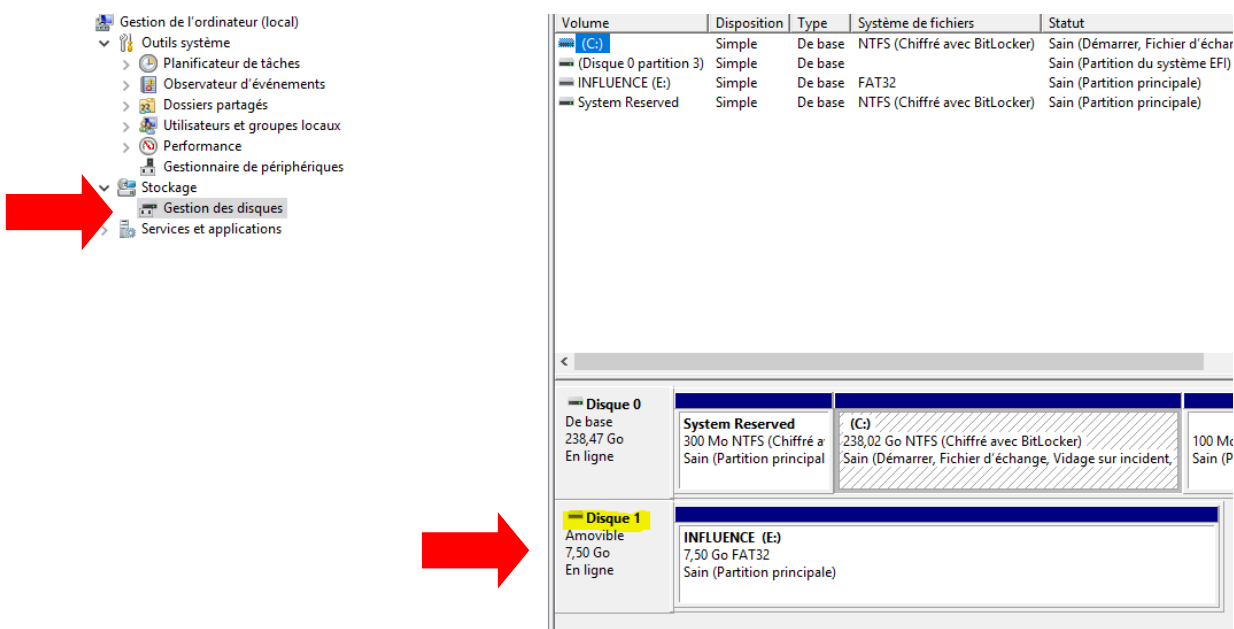 Gestion de l'ordinateur (local)
Outils système
Planificateur de tâches
Observateur d'événements
Dossiers partagés
Utilisateurs et groupes locaux
Performance
Gestionnaire de périphériques
Stockage
Gestion des disques
Services et applications
Volume Disposition Type Système de fichiers Statut
(C:) Simple De base NTFS (Chiffré avec BitLocker) Sain (Démarrer, Fichier d'échan
(Disque 0 partition 3) Simple De base Sain (Partition du système EFI)
INFLUENCE (E:) Simple De base FAT32 Sain (Partition principale)
System Reserved Simple De base NTFS (Chiffré avec BitLocker) Sain (Partition principale)
Disque 0
De base
238,47 Go
En ligne
System Reserved
300 Mo NTFS (Chiffré a
Sain (Partition principal
(C:)
238,02 Go NTFS (Chiffré avec BitLocker)
Sain (Démarrer, Fichier d'échange, Vidage sur incident,
100 Mo
Sain (P
Disque 1
Amovible
7,50 Go
En ligne
INFLUENCE (E:)
7,50 Go FAT32
Sain (Partition principale)